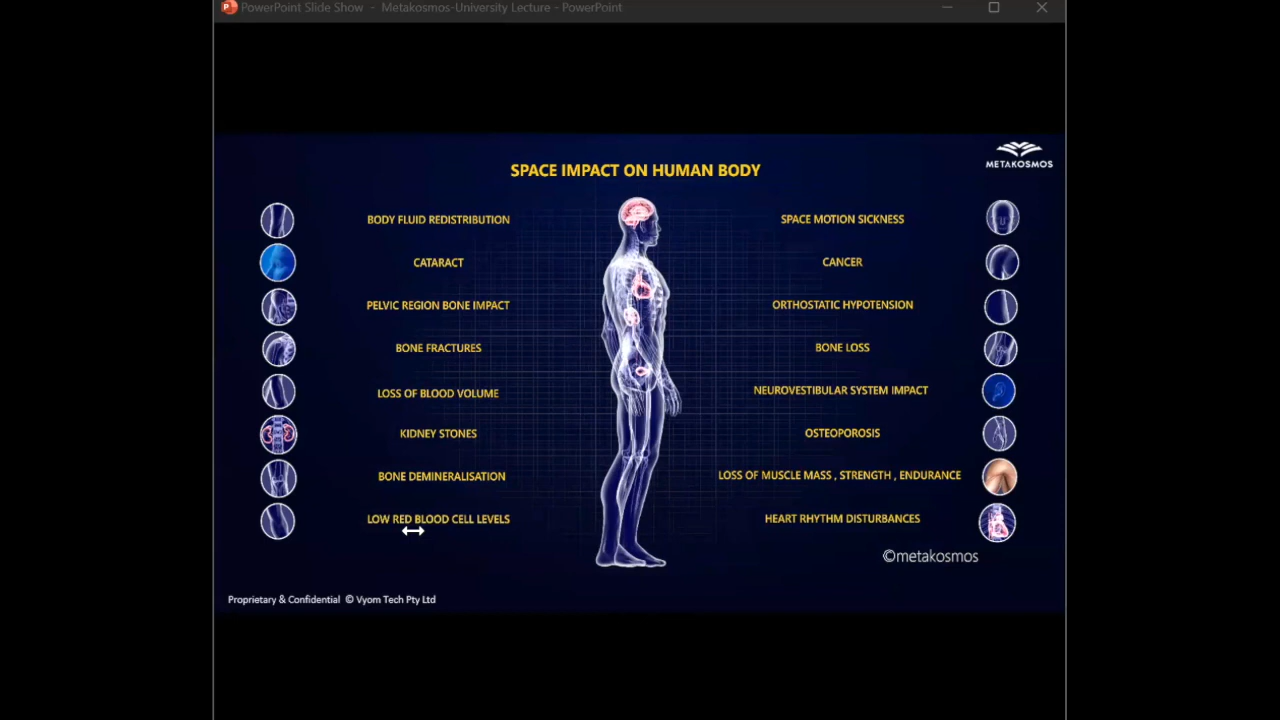 PowerPoint Slide Show - Metakosmos-University Lecture - PowerPoint
METAKOSMOS
SPACE IMPACT ON HUMAN BODY
BODY FLUID REDISTRIBUTION
CATARACT
PELVIC REGION BONE IMPACT
BONE FRACTURES
LOSS OF BLOOD VOLUME
KIDNEY STONES
BONE DEMINERALISATION
LOW RED BLOOD CELL LEVELS
SPACE MOTION SICKNESS
CANCER
ORTHOSTATIC HYPOTENSION
BONE LOSS
NEUROVESTIBULAR SYSTEM IMPACT
OSTEOPOROSIS
LOSS OF MUSCLE MASS , STRENGTH , ENDURANCE
HEART RHYTHM DISTURBANCES
©metakosmos
Proprietary & Confidential © Vyom Tech Pty Ltd